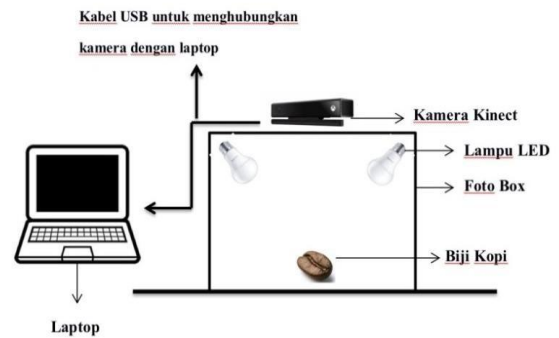 Kabel USB untuk menghubungkan
kamera dengan laptop
Kamera Kinect
Lampu LED
Foto Box
Biji Kopi
Laptop